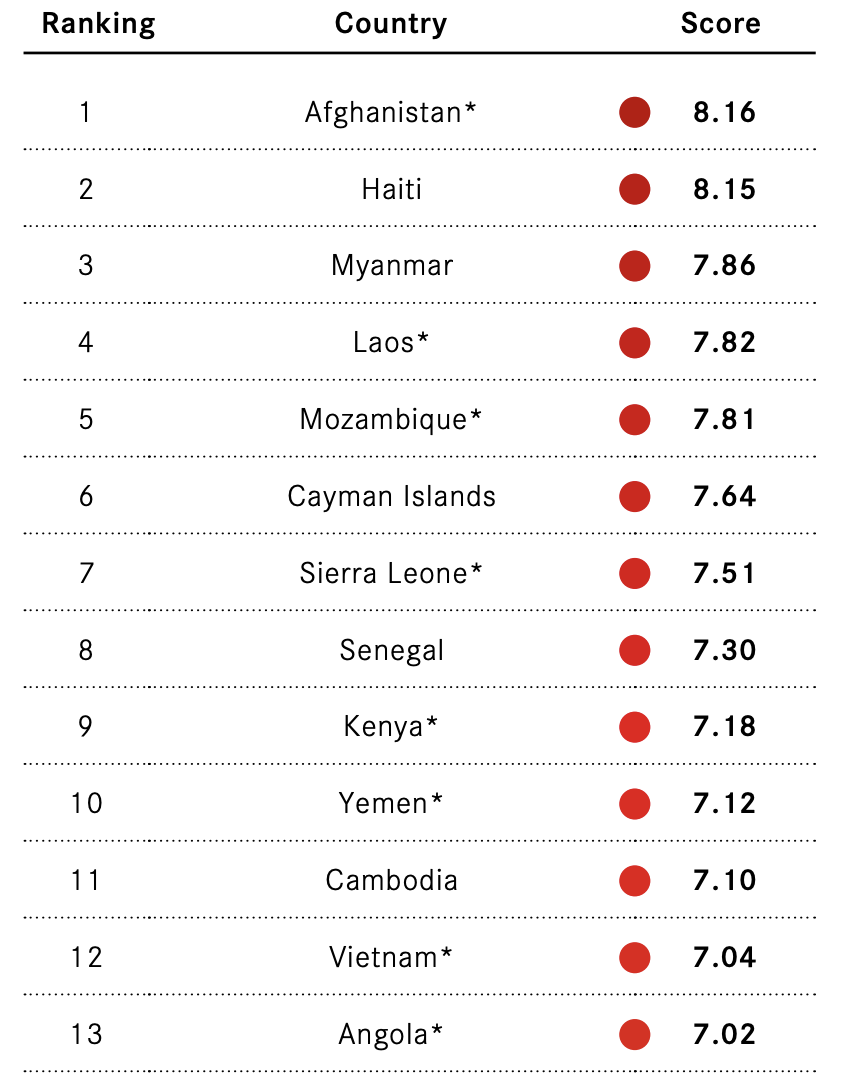 Ranking Country Score
1 Afghanistan* 8.16
2 Haiti 8.15
3 Myanmar 7.86
4 Laos* 7.82
5 Mozambique* 7.81
6 Cayman Islands 7.64
7 Sierra Leone* 7.51
8 Senegal 7.30
9 Kenya* 7.18
10 Yemen* 7.12
11 Cambodia 7.10
12 Vietnam* 7.04
13 Angola* 7.02